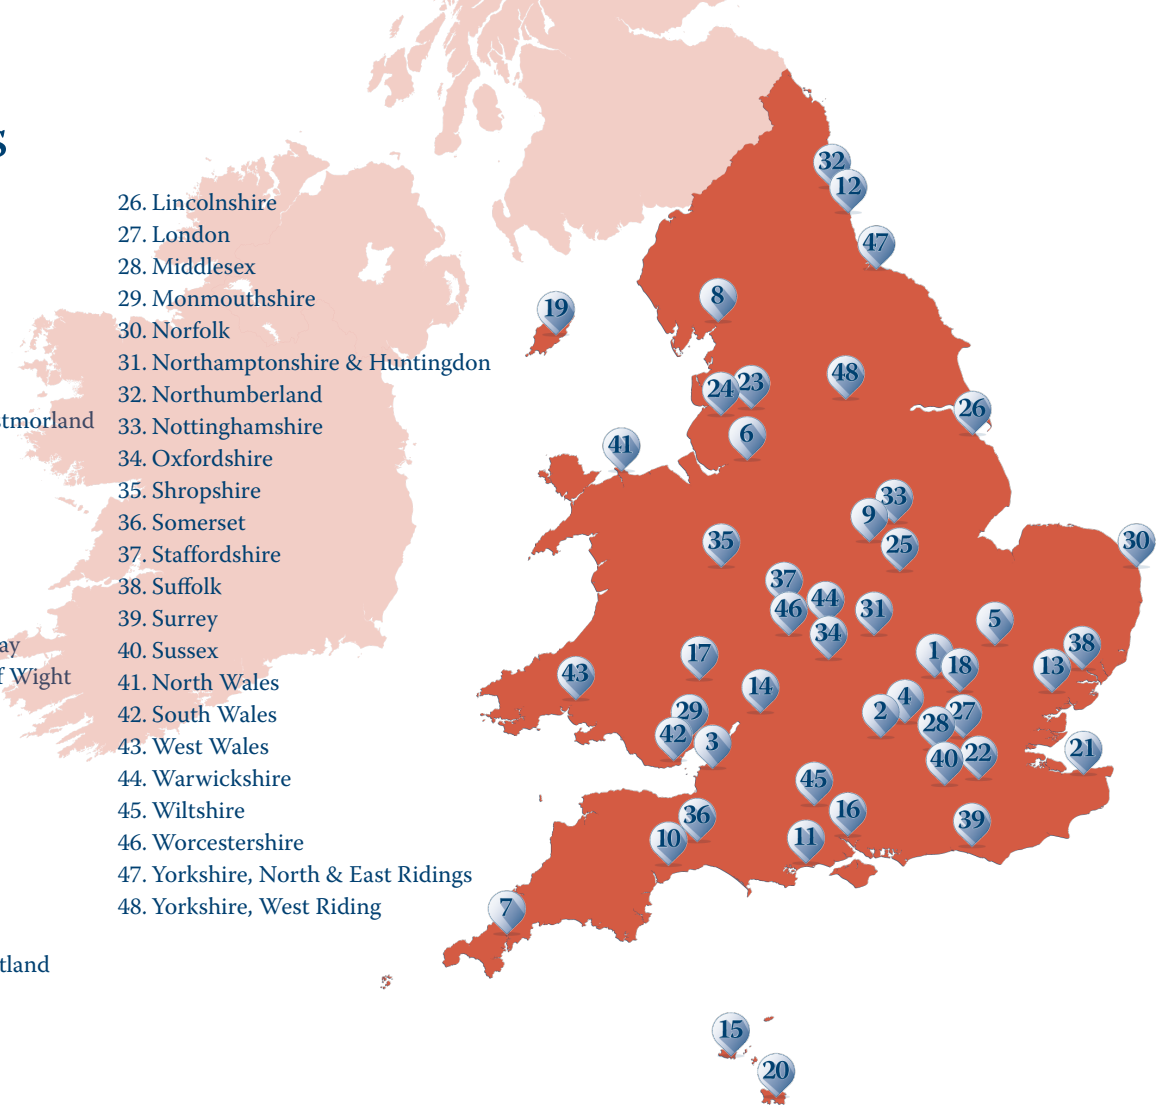 s
stmorland
ay
f Wight
tland
26. Lincolnshire
27. London
28. Middlesex
29. Monmouthshire
30. Norfolk
31. Northamptonshire & Huntingdon
32. Northumberland
33. Nottinghamshire
34. Oxfordshire
35. Shropshire
36. Somerset
37. Staffordshire
38. Suffolk
39. Surrey
40. Sussex
41. North Wales
42. South Wales
43. West Wales
44. Warwickshire
45. Wiltshire
46. Worcestershire
47. Yorkshire, North & East Ridings
48. Yorkshire, West Riding
32
12
47
8
19
48
23
24
26
6
41
33
9
25
35
30
37
44
46
31
34
5
38
1
17
18
13
43
14
4
29
2
27
28
42
3
21
22
40
45
16
36
39
11
10
7
15
20